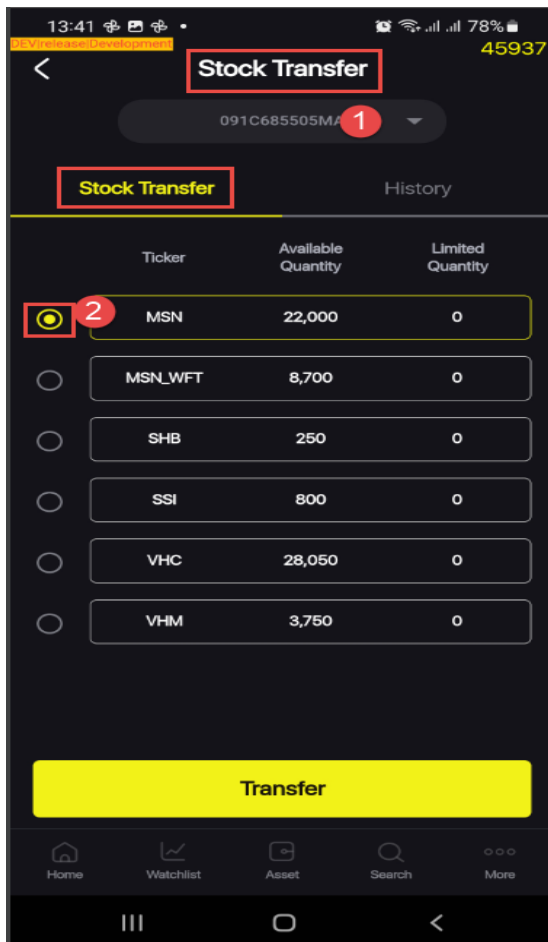 13:41 78%
DEV|release|Development
45937
Stock Transfer
091C685505MA 1
Stock Transfer History
Ticker Available Quantity Limited Quantity
2 MSN 22,000 0
MSN_WFT 8,700 0
SHB 250 0
SSI 800 0
VHC 28,050 0
VHM 3,750 0
Transfer
Home Watchlist Asset Search More